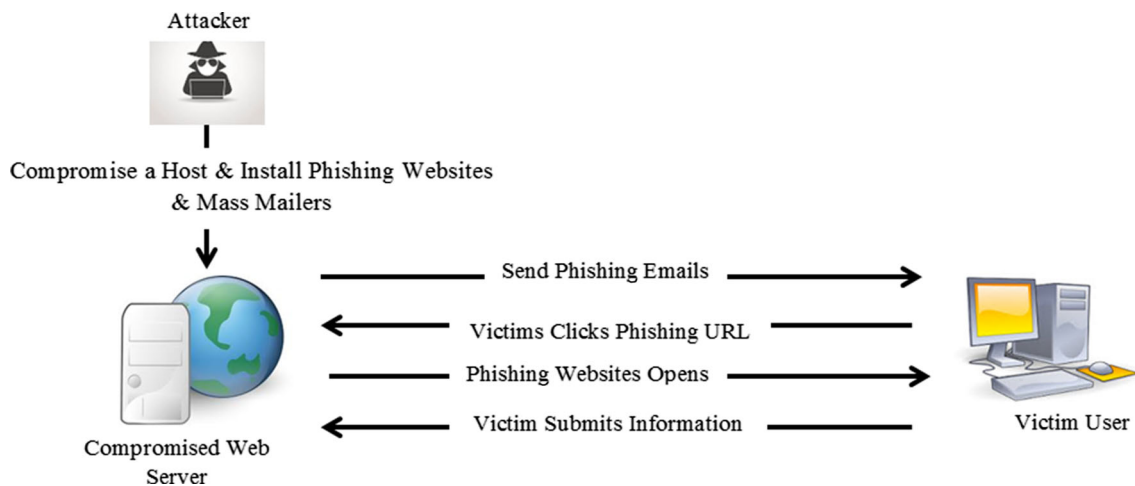 Attacker
Compromise a Host & Install Phishing Websites
& Mass Mailers
Send Phishing Emails
Victims Clicks Phishing URL
Phishing Websites Opens
Victim Submits Information
Compromised Web
Server
Victim User